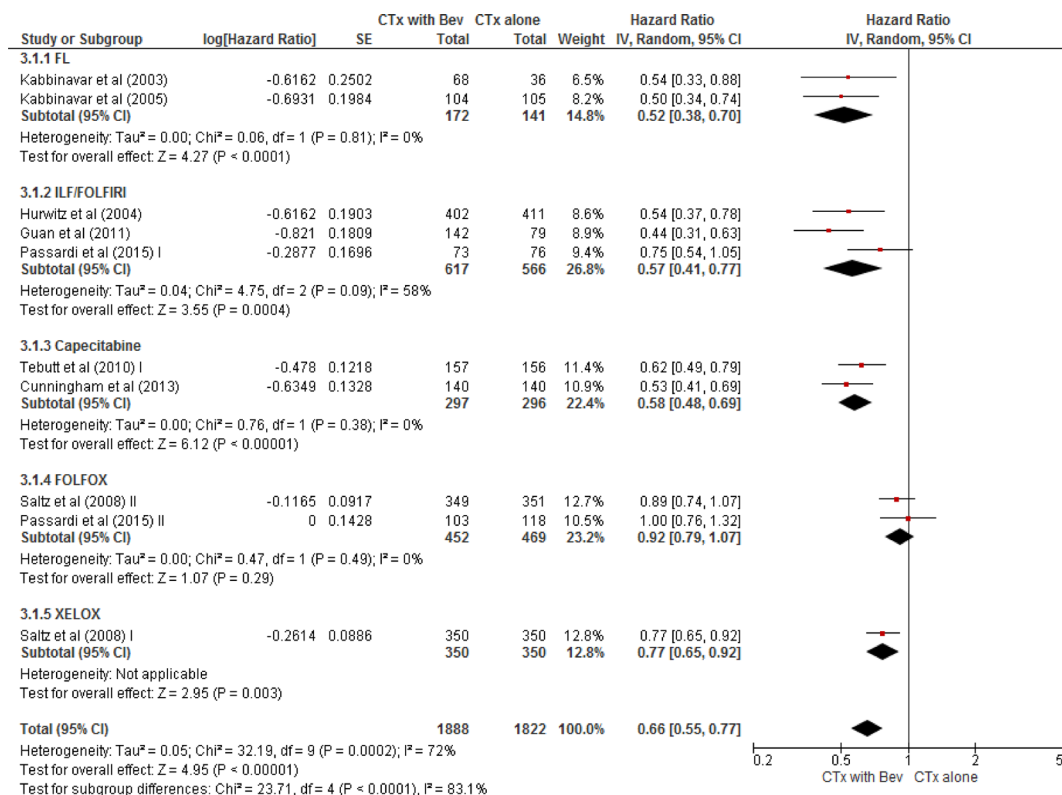 CTx with Bev CTx alone Hazard Ratio Hazard Ratio
Study or Subgroup log[Hazard Ratio] SE Total Total Weight IV, Random, 95% CI IV, Random, 95% CI
3.1.1 FL
Kabbinavar et al (2003) -0.6162 0.2502 68 36 6.5% 0.54 [0.33, 0.88]
Kabbinavar et al (2005) -0.6931 0.1984 104 105 8.2% 0.50 [0.34, 0.74]
Subtotal (95% CI) 172 141 14.8% 0.52 [0.38, 0.70]
Heterogeneity: Tau² = 0.00; Chi² = 0.06, df = 1 (P = 0.81); I² = 0%
Test for overall effect: Z = 4.27 (P < 0.0001)
3.1.2 ILF/FOLFIRI
Hurwitz et al (2004) -0.6162 0.1903 402 411 8.6% 0.54 [0.37, 0.78]
Guan et al (2011) -0.821 0.1809 142 79 8.9% 0.44 [0.31, 0.63]
Passardi et al (2015) I -0.2877 0.1696 73 76 9.4% 0.75 [0.54, 1.05]
Subtotal (95% CI) 617 566 26.8% 0.57 [0.41, 0.77]
Heterogeneity: Tau² = 0.04; Chi² = 4.75, df = 2 (P = 0.09); I² = 58%
Test for overall effect: Z = 3.55 (P = 0.0004)
3.1.3 Capecitabine
Tebutt et al (2010) I -0.478 0.1218 157 156 11.4% 0.62 [0.49, 0.79]
Cunningham et al (2013) -0.6349 0.1328 140 140 10.9% 0.53 [0.41, 0.69]
Subtotal (95% CI) 297 296 22.4% 0.58 [0.48, 0.69]
Heterogeneity: Tau² = 0.00; Chi² = 0.76, df = 1 (P = 0.38); I² = 0%
Test for overall effect: Z = 6.12 (P < 0.00001)
3.1.4 FOLFOX
Saltz et al (2008) II -0.1165 0.0917 349 351 12.7% 0.89 [0.74, 1.07]
Passardi et al (2015) II 0 0.1428 103 118 10.5% 1.00 [0.76, 1.32]
Subtotal (95% CI) 452 469 23.2% 0.92 [0.79, 1.07]
Heterogeneity: Tau² = 0.00; Chi² = 0.47, df = 1 (P = 0.49); I² = 0%
Test for overall effect: Z = 1.07 (P = 0.29)
3.1.5 XELOX
Saltz et al (2008) I -0.2614 0.0886 350 350 12.8% 0.77 [0.65, 0.92]
Subtotal (95% CI) 350 350 12.8% 0.77 [0.65, 0.92]
Heterogeneity: Not applicable
Test for overall effect: Z = 2.95 (P = 0.003)
Total (95% CI) 1888 1822 100.0% 0.66 [0.55, 0.77]
Heterogeneity: Tau² = 0.05; Chi² = 32.19, df = 9 (P = 0.0002); I² = 72%
Test for overall effect: Z = 4.95 (P < 0.00001)
Test for subgroup differences: Chi² = 23.71, df = 4 (P < 0.0001), I² = 83.1%
0.2 0.5 1 2 5
CTx with Bev CTx alone